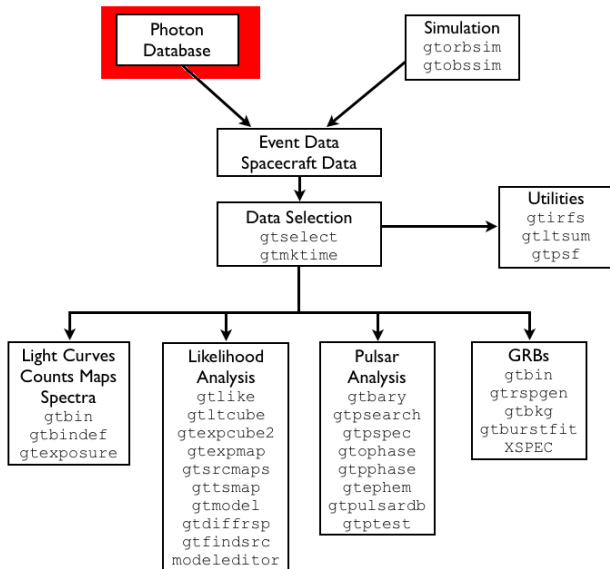 Photon
Database
Simulation
gtorbsim
gtobssim
Event Data
Spacecraft Data
Data Selection
gtselect
gtmktime
Utilities
gtirfs
gtltsum
gtpsf
Light Curves
Counts Maps
Spectra
gtbin
gtbindef
gtexposure
Likelihood
Analysis
gtlike
gtltcube
gtexpcube2
gtexpmap
gtsrcmaps
gttsmap
gtmodel
gtdiffrsp
gtfindsrc
modeleditor
Pulsar
Analysis
gtbary
gtpsearch
gtpspec
gtophase
gtpphase
gtephem
gtpulsardb
gtptest
GRBs
gtbin
gtrspgen
gtbkg
gtburstfit
XSPEC